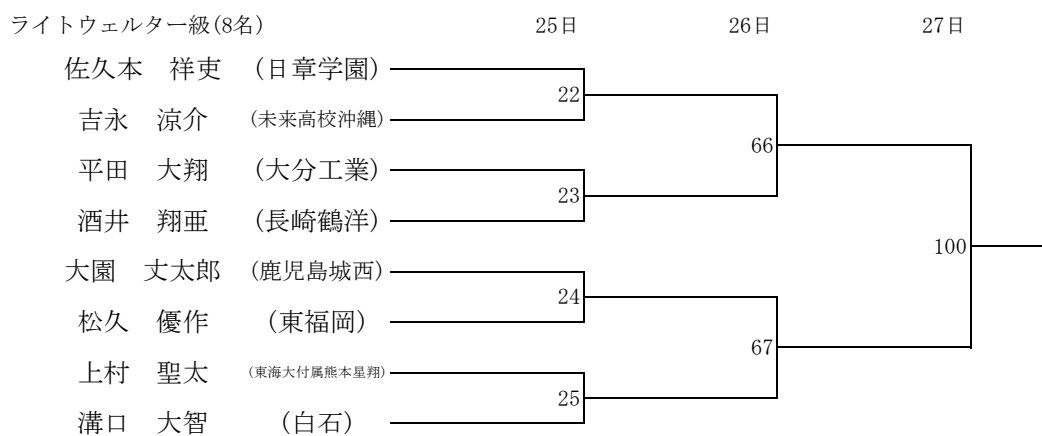 ライトウェルター級(8名) 25日 26日 27日
佐久本 祥吏 (日章学園)
22
吉永 涼介 (未来高校沖縄)
66
平田 大翔 (大分工業)
23
酒井 翔亜 (長崎鶴洋)
100
大園 丈太郎 (鹿児島城西)
24
松久 優作 (東福岡)
67
上村 聖太 (東海大付属熊本星翔)
25
溝口 大智 (白石)